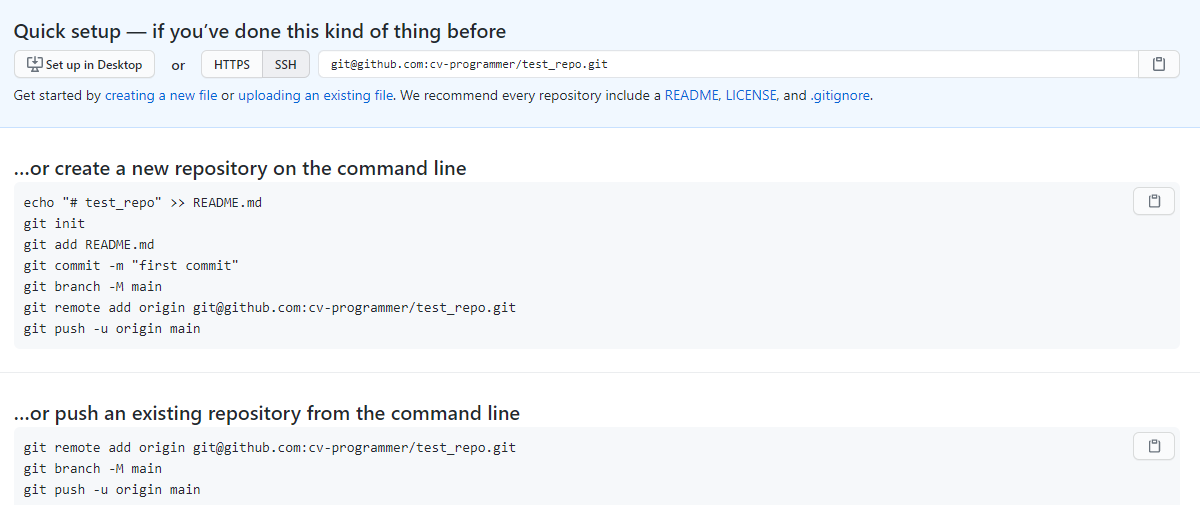 Quick setup — if you’ve done this kind of thing before
Set up in Desktop or HTTPS SSH git@github.com:cv-programmer/test_repo.git
Get started by creating a new file or uploading an existing file. We recommend every repository include a README, LICENSE, and .gitignore.
…or create a new repository on the command line
echo "# test_repo" >> README.md
git init
git add README.md
git commit -m "first commit"
git branch -M main
git remote add origin git@github.com:cv-programmer/test_repo.git
git push -u origin main
…or push an existing repository from the command line
git remote add origin git@github.com:cv-programmer/test_repo.git
git branch -M main
git push -u origin main